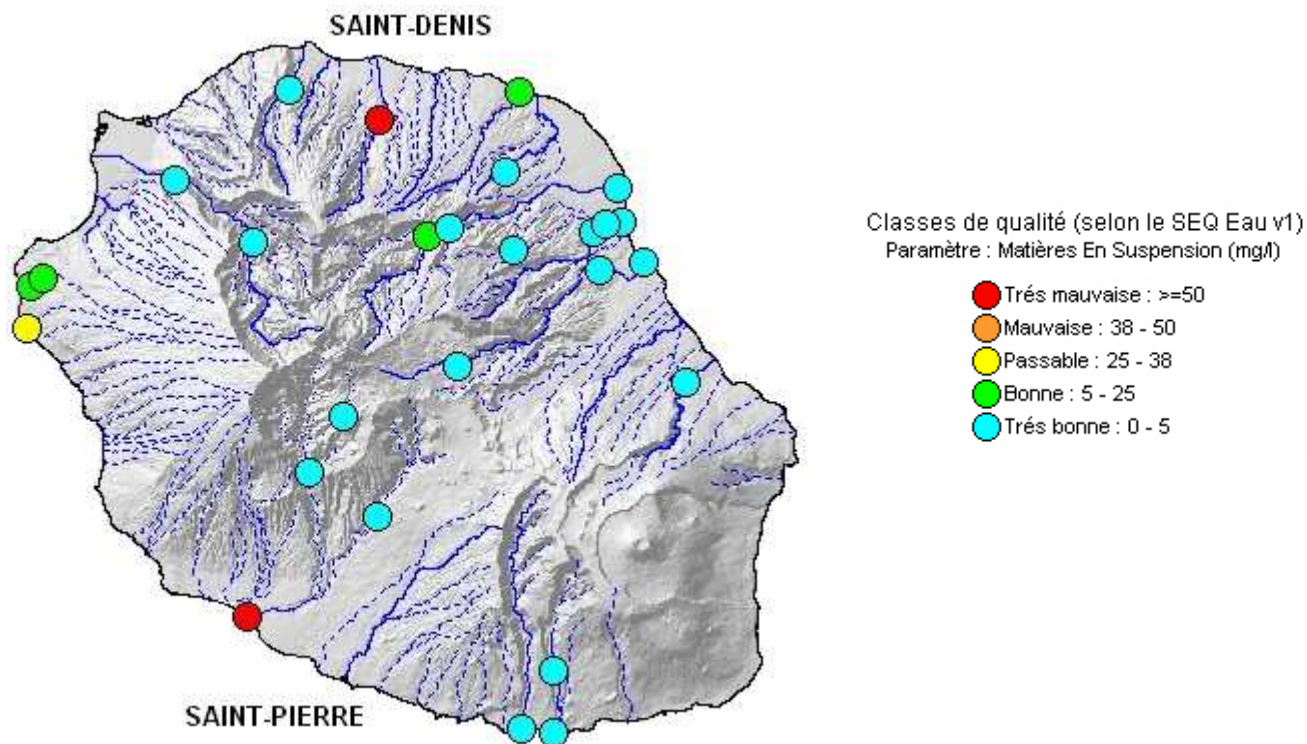 SAINT-DENIS
SAINT-PIERRE
Classes de qualité (selon le SEQ Eau v1)
Paramètre : Matières En Suspension (mg/l)
Trés mauvaise : >=50
Mauvaise : 38 - 50
Passable : 25 - 38
Bonne : 5 - 25
Trés bonne : 0 - 5